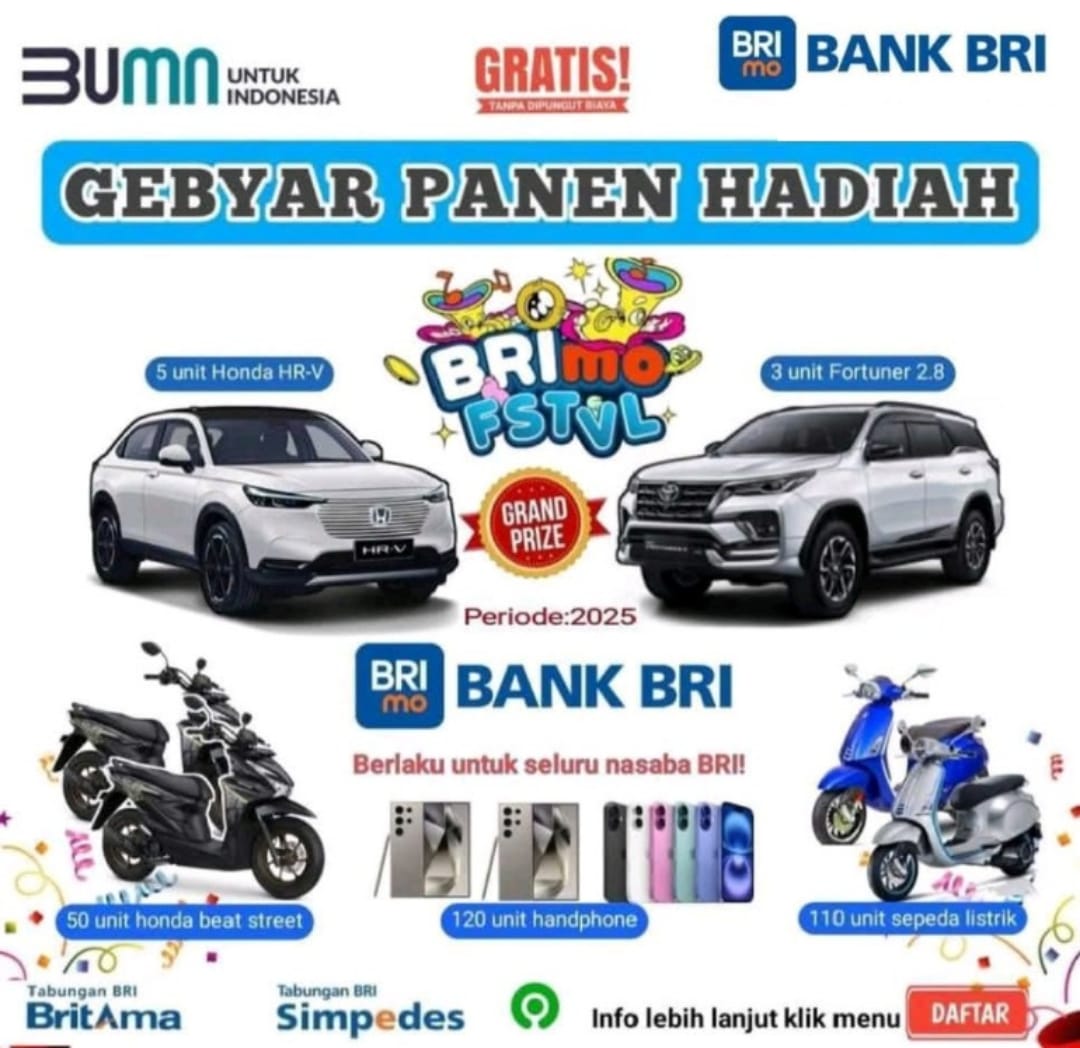 BUMN UNTUK
INDONESIA
GRATIS!
TANPA DIPUNGUT BIAYA
BRI
mo
BANK BRI
GEBYAR PANEN HADIAH
BRImo
FSTVL
5 unit Honda HR-V
3 unit Fortuner 2.8
HR-V
GRAND
PRIZE
Periode:2025
BRI
mo
BANK BRI
Berlaku untuk seluru nasaba BRI!
50 unit honda beat street
120 unit handphone
110 unit sepeda listrik
Tabungan BRI
BritAma
Tabungan BRI
Simpedes
Info lebih lanjut klik menu
DAFTAR